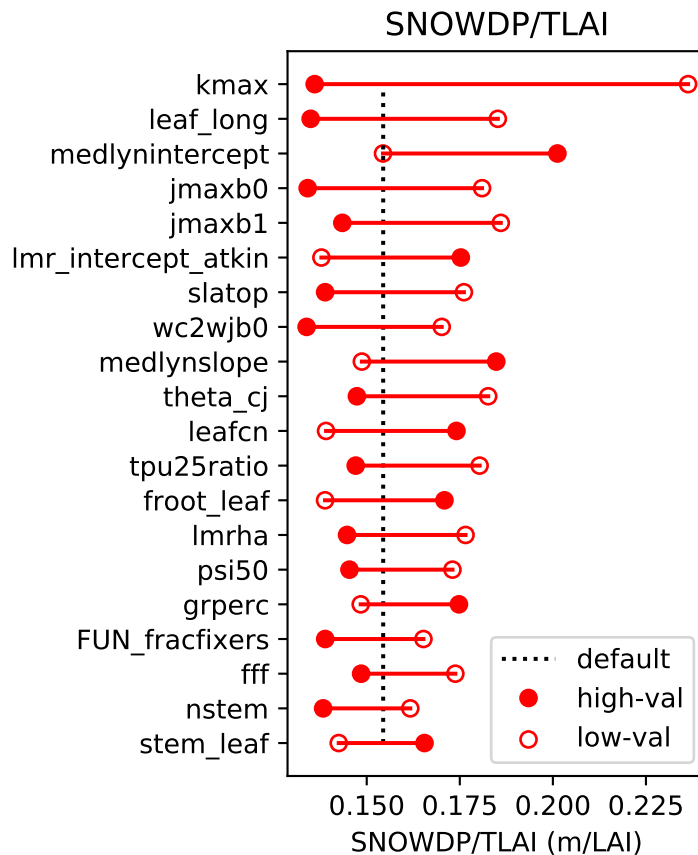 SNOWDP/TLAI
kmax
leaf_long
medlynintercept
jmaxb0
jmaxb1
lmr_intercept_atkin
slatop
wc2wjb0
medlynslope
theta_cj
leafcn
tpu25ratio
froot_leaf
lmrha
psi50
grperc
FUN_fracfixers
fff
nstem
stem_leaf
default
high-val
low-val
0.150 0.175 0.200 0.225
SNOWDP/TLAI (m/LAI)